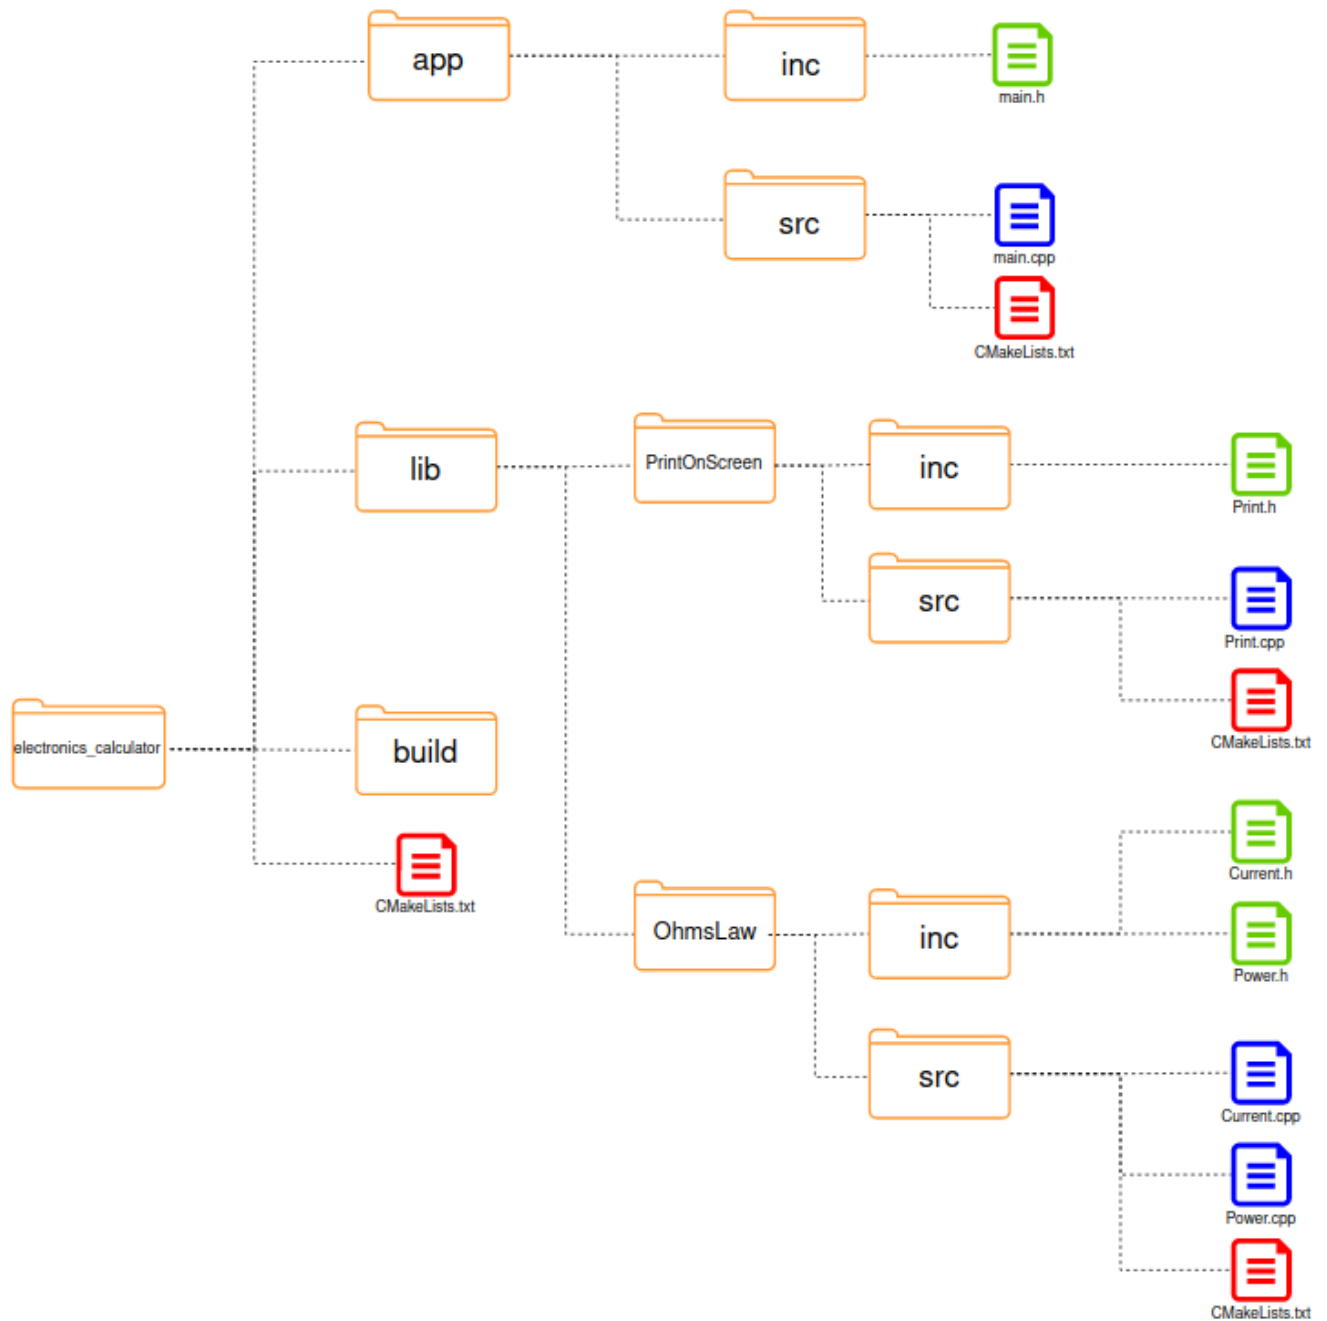 app
inc
main.h
src
main.cpp
CMakeLists.txt
lib
PrintOnScreen
inc
Print.h
src
Print.cpp
CMakeLists.txt
electronics_calculator
build
CMakeLists.txt
OhmsLaw
inc
Current.h
Power.h
src
Current.cpp
Power.cpp
CMakeLists.txt